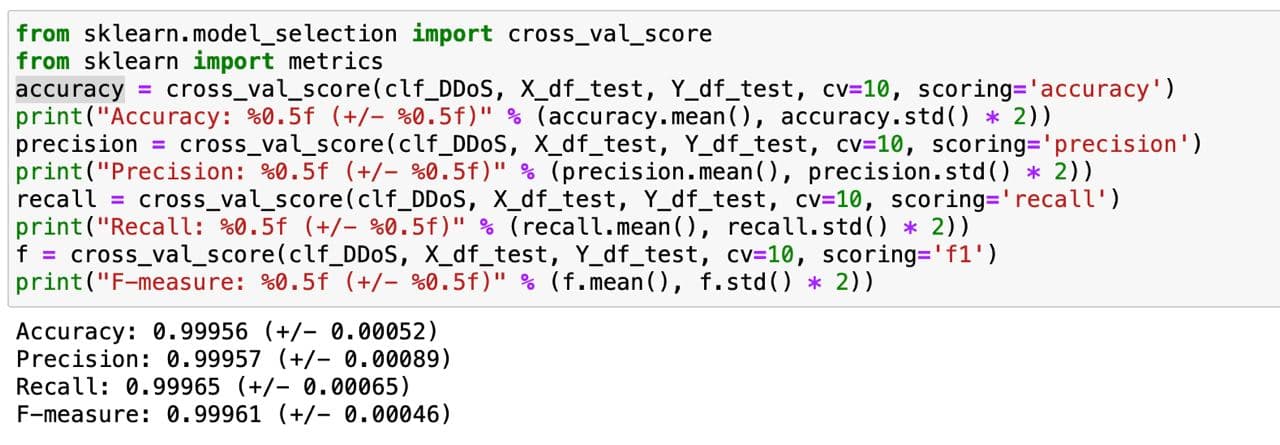 from sklearn.model_selection import cross_val_score
from sklearn import metrics
accuracy = cross_val_score(clf_DDoS, X_df_test, Y_df_test, cv=10, scoring='accuracy')
print("Accuracy: %0.5f (+/- %0.5f)" % (accuracy.mean(), accuracy.std() * 2))
precision = cross_val_score(clf_DDoS, X_df_test, Y_df_test, cv=10, scoring='precision')
print("Precision: %0.5f (+/- %0.5f)" % (precision.mean(), precision.std() * 2))
recall = cross_val_score(clf_DDoS, X_df_test, Y_df_test, cv=10, scoring='recall')
print("Recall: %0.5f (+/- %0.5f)" % (recall.mean(), recall.std() * 2))
f = cross_val_score(clf_DDoS, X_df_test, Y_df_test, cv=10, scoring='f1')
print("F-measure: %0.5f (+/- %0.5f)" % (f.mean(), f.std() * 2))
Accuracy: 0.99956 (+/- 0.00052)
Precision: 0.99957 (+/- 0.00089)
Recall: 0.99965 (+/- 0.00065)
F-measure: 0.99961 (+/- 0.00046)